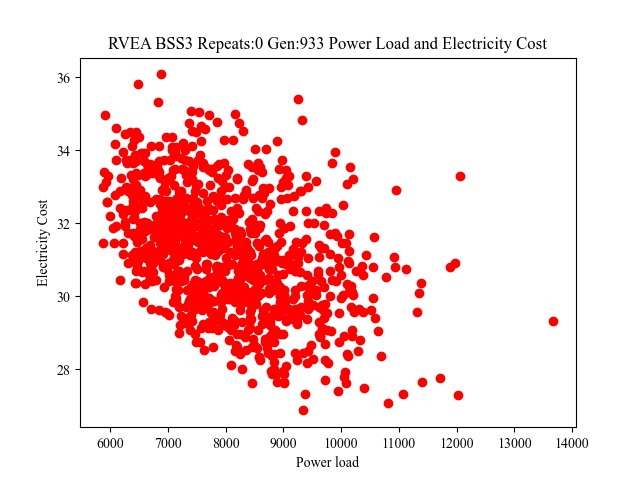 RVEA BSS3 Repeats:0 Gen:933 Power Load and Electricity Cost
36
34
32
30
28
Electricity Cost
6000 7000 8000 9000 10000 11000 12000 13000 14000
Power load